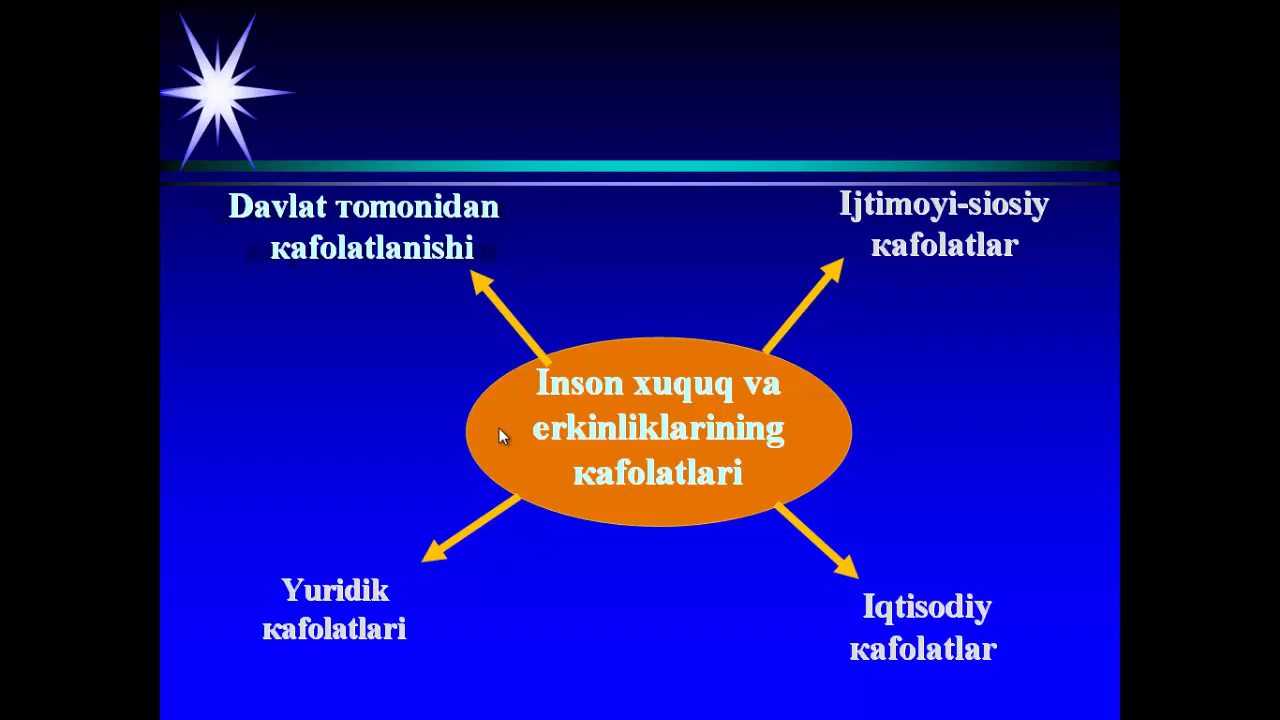 Davlat тomonidan
кafolatlanishi
Ijtimoyi-siosiy
кafolatlar
Inson xuquq va
erkinliklarining
кafolatlari
Yuridik
кafolatlari
Iqtisodiy
кafolatlar